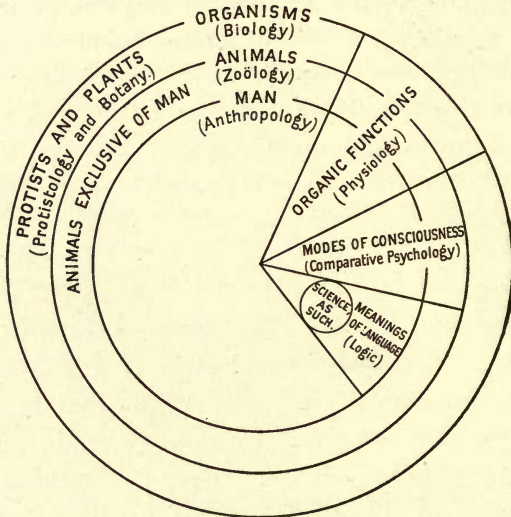 ORGANISMS
(Biology)
ANIMALS
(Zoölogy)
MAN
(Anthropology)
PROTISTS AND PLANTS
(Protistology and Botany.)
ANIMALS EXCLUSIVE OF MAN
ORGANIC FUNCTIONS
(Physiology)
MODES OF CONSCIOUSNESS
(Comparative Psychology)
SCIENCE,
AS
SUCH.
MEANINGS
OF LANGUAGE
(Logic)